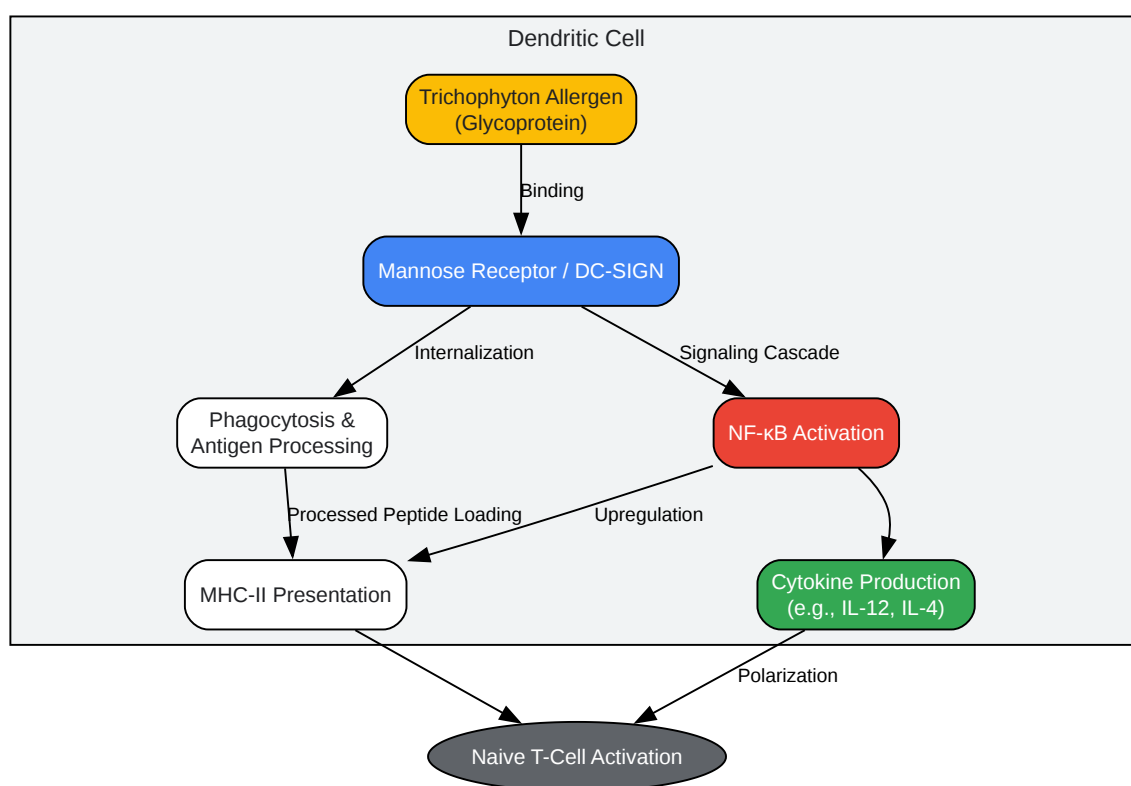 Dendritic Cell
Trichophyton Allergen
(Glycoprotein)
Binding
Mannose Receptor / DC-SIGN
Internalization
Signaling Cascade
Phagocytosis &
Antigen Processing
NF-κB Activation
Processed Peptide Loading
Upregulation
MHC-II Presentation
Cytokine Production
(e.g., IL-12, IL-4)
Polarization
Naive T-Cell Activation